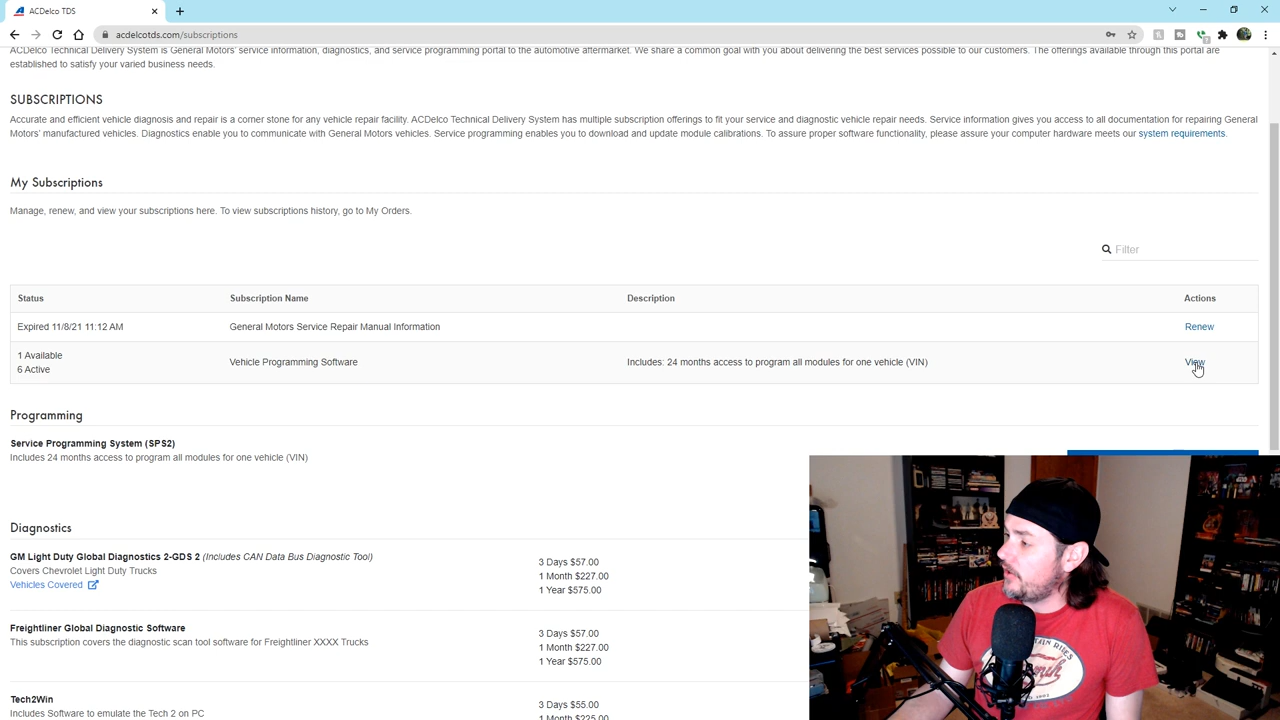 ACDelco TDS
acdelcotds.com/subscriptions
ACDelco Technical Delivery System is General Motors' service information, diagnostics, and service programming portal to the automotive aftermarket. We share a common goal with you about delivering the best services possible to our customers. The offerings available through this portal are
established to satisfy your varied business needs.
SUBSCRIPTIONS
Accurate and efficient vehicle diagnosis and repair is a corner stone for any vehicle repair facility. ACDelco Technical Delivery System has multiple subscription offerings to fit your service and diagnostic vehicle repair needs. Service information gives you access to all documentation for repairing General
Motors' manufactured vehicles. Diagnostics enable you to communicate with General Motors vehicles. Service programming enables you to download and update module calibrations. To assure proper software functionality, please assure your computer hardware meets our system requirements.
My Subscriptions
Manage, renew, and view your subscriptions here. To view subscriptions history, go to My Orders.
Filter
Status Subscription Name Description Actions
Expired 11/8/21 11:12 AM General Motors Service Repair Manual Information Renew
1 Available
6 Active
Vehicle Programming Software Includes: 24 months access to program all modules for one vehicle (VIN) View
Programming
Service Programming System (SPS2)
Includes 24 months access to program all modules for one vehicle (VIN)
Diagnostics
GM Light Duty Global Diagnostics 2-GDS 2 (Includes CAN Data Bus Diagnostic Tool)
Covers Chevrolet Light Duty Trucks
Vehicles Covered
3 Days $57.00
1 Month $227.00
1 Year $575.00
Freightliner Global Diagnostic Software
This subscription covers the diagnostic scan tool software for Freightliner XXXX Trucks
3 Days $57.00
1 Month $227.00
1 Year $575.00
Tech2Win
Includes Software to emulate the Tech 2 on PC
3 Days $55.00
1 Month $225.00